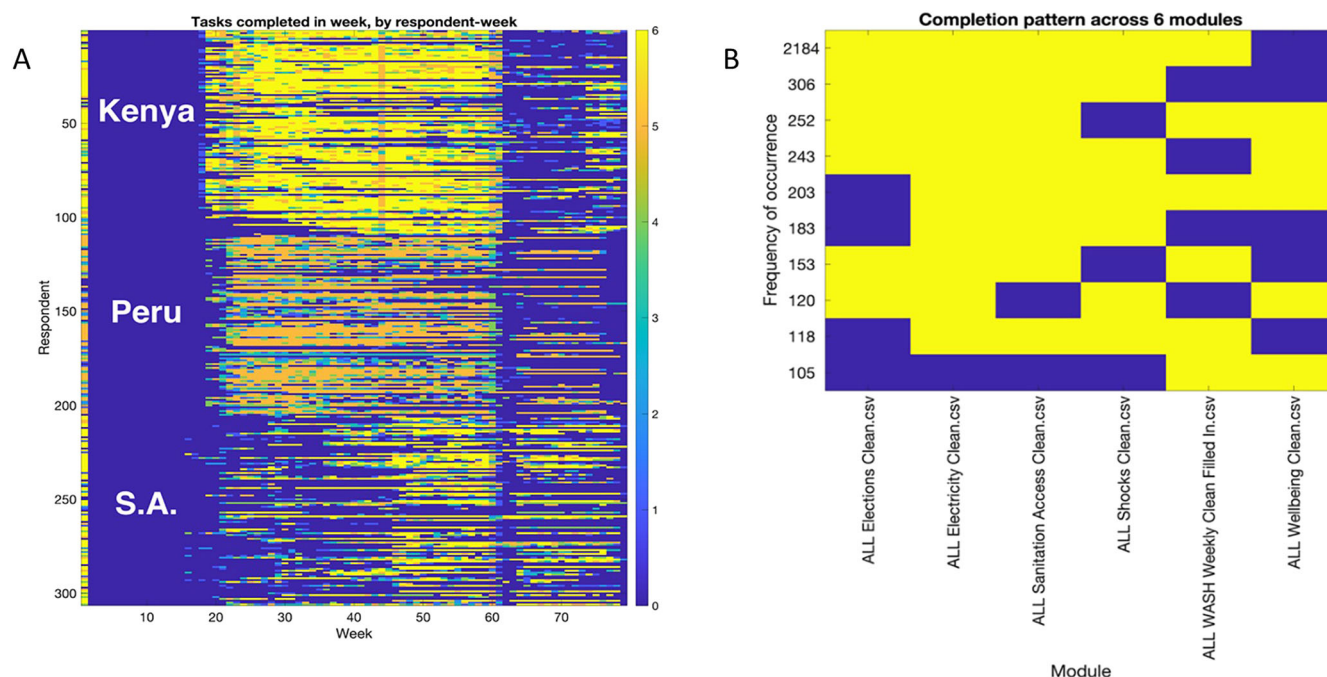 A
Tasks completed in week, by respondent-week
Kenya
Peru
S.A.
Respondent
50
100
150
200
250
300
10
20
30
40
50
60
70
Week
6
5
4
3
2
1
0
B
Completion pattern across 6 modules
Frequency of occurrence
2184
306
252
243
203
183
153
120
118
105
ALL Elections Clean.csv
ALL Electricity Clean.csv
ALL Sanitation Access Clean.csv
ALL Shocks Clean.csv
ALL WASH Weekly Clean Filled In.csv
ALL Wellbeing Clean.csv
Module